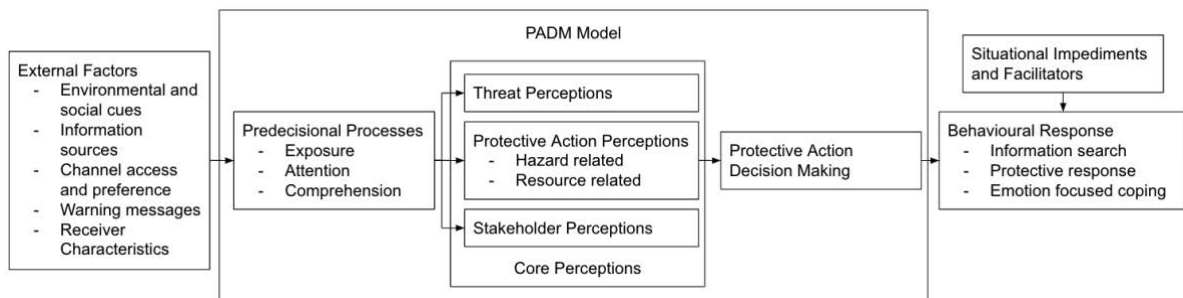 PADM Model
External Factors
- Environmental and
social cues
- Information
sources
- Channel access
and preference
- Warning messages
- Receiver
Characteristics
Predecisional Processes
- Exposure
- Attention
- Comprehension
Threat Perceptions
Protective Action Perceptions
- Hazard related
- Resource related
Stakeholder Perceptions
Core Perceptions
Protective Action
Decision Making
Situational Impediments
and Facilitators
Behavioural Response
- Information search
- Protective response
- Emotion focused coping